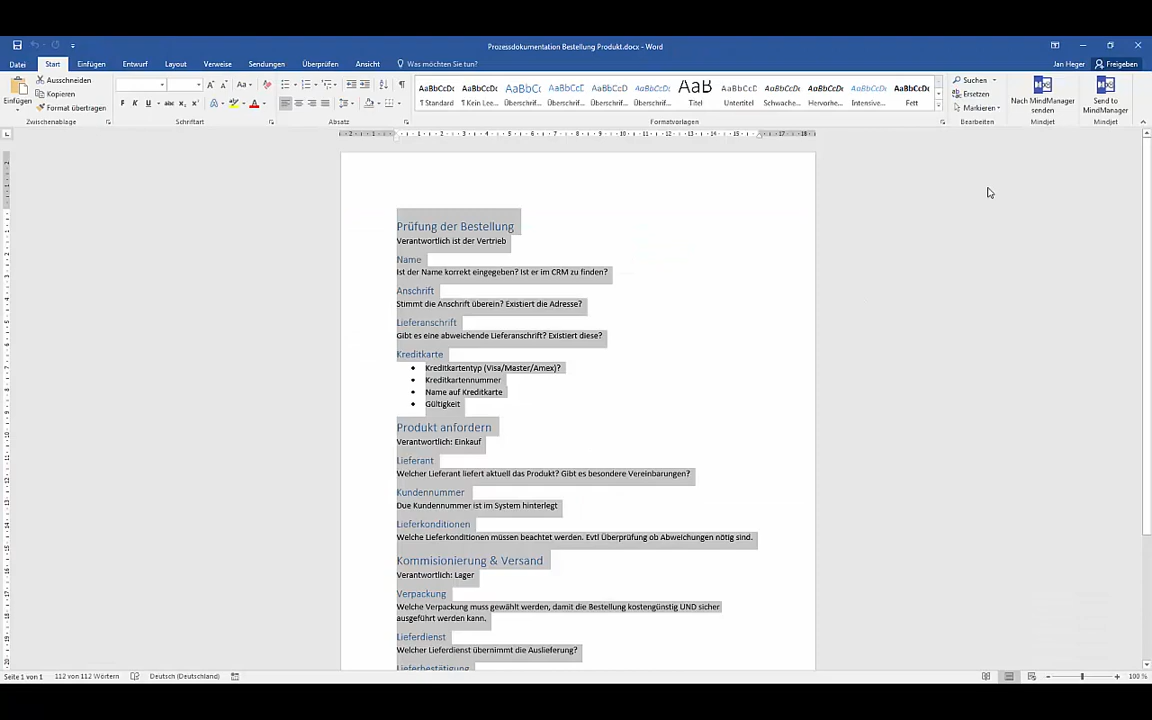 Prozessdokumentation Bestellung Produkt.docx - Word
Datei Start Einfügen Entwurf Layout Verweise Sendungen Überprüfen Ansicht Was möchten Sie tun? Jan Heger Freigeben
Einfügen
Ausschneiden
Kopieren
Format übertragen
Zwischenablage
F K U abc x₂ x²
Schriftart
Absatz
AaBbCcDc AaBbCcDc AaBbCc AaBbCcD AaBbCcD AaBbCcD AaB AaBbCcD AaBbCcDc AaBbCcDc AaBbCcDc AaBbCcDc
¶ Standard ¶ Kein Lee... Überschrif... Überschrif... Überschrif... Überschrif... Titel Untertitel Schwache... Hervorhe... Intensive... Fett
Formatvorlagen
Suchen
Ersetzen
Markieren
Bearbeiten
Nach MindManager senden
Mindjet
Send to MindManager
Mindjet
Prüfung der Bestellung
Verantwortlich ist der Vertrieb
Name
Ist der Name korrekt eingegeben? Ist er im CRM zu finden?
Anschrift
Stimmt die Anschrift überein? Existiert die Adresse?
Lieferanschrift
Gibt es eine abweichende Lieferanschrift? Existiert diese?
Kreditkarte
• Kreditkartentyp (Visa/Master/Amex)?
• Kreditkartennummer
• Name auf Kreditkarte
• Gültigkeit
Produkt anfordern
Verantwortlich: Einkauf
Lieferant
Welcher Lieferant liefert aktuell das Produkt? Gibt es besondere Vereinbarungen?
Kundennummer
Due Kundennummer ist im System hinterlegt
Lieferkonditionen
Welche Lieferkonditionen müssen beachtet werden. Evtl Überprüfung ob Abweichungen nötig sind.
Kommisionierung & Versand
Verantwortlich: Lager
Verpackung
Welche Verpackung muss gewählt werden, damit die Bestellung kostengünstig UND sicher
ausgeführt werden kann.
Lieferdienst
Welcher Lieferdienst übernimmt die Auslieferung?
Lieferbestätigung
Seite 1 von 1 112 von 112 Wörtern Deutsch (Deutschland) 100 %